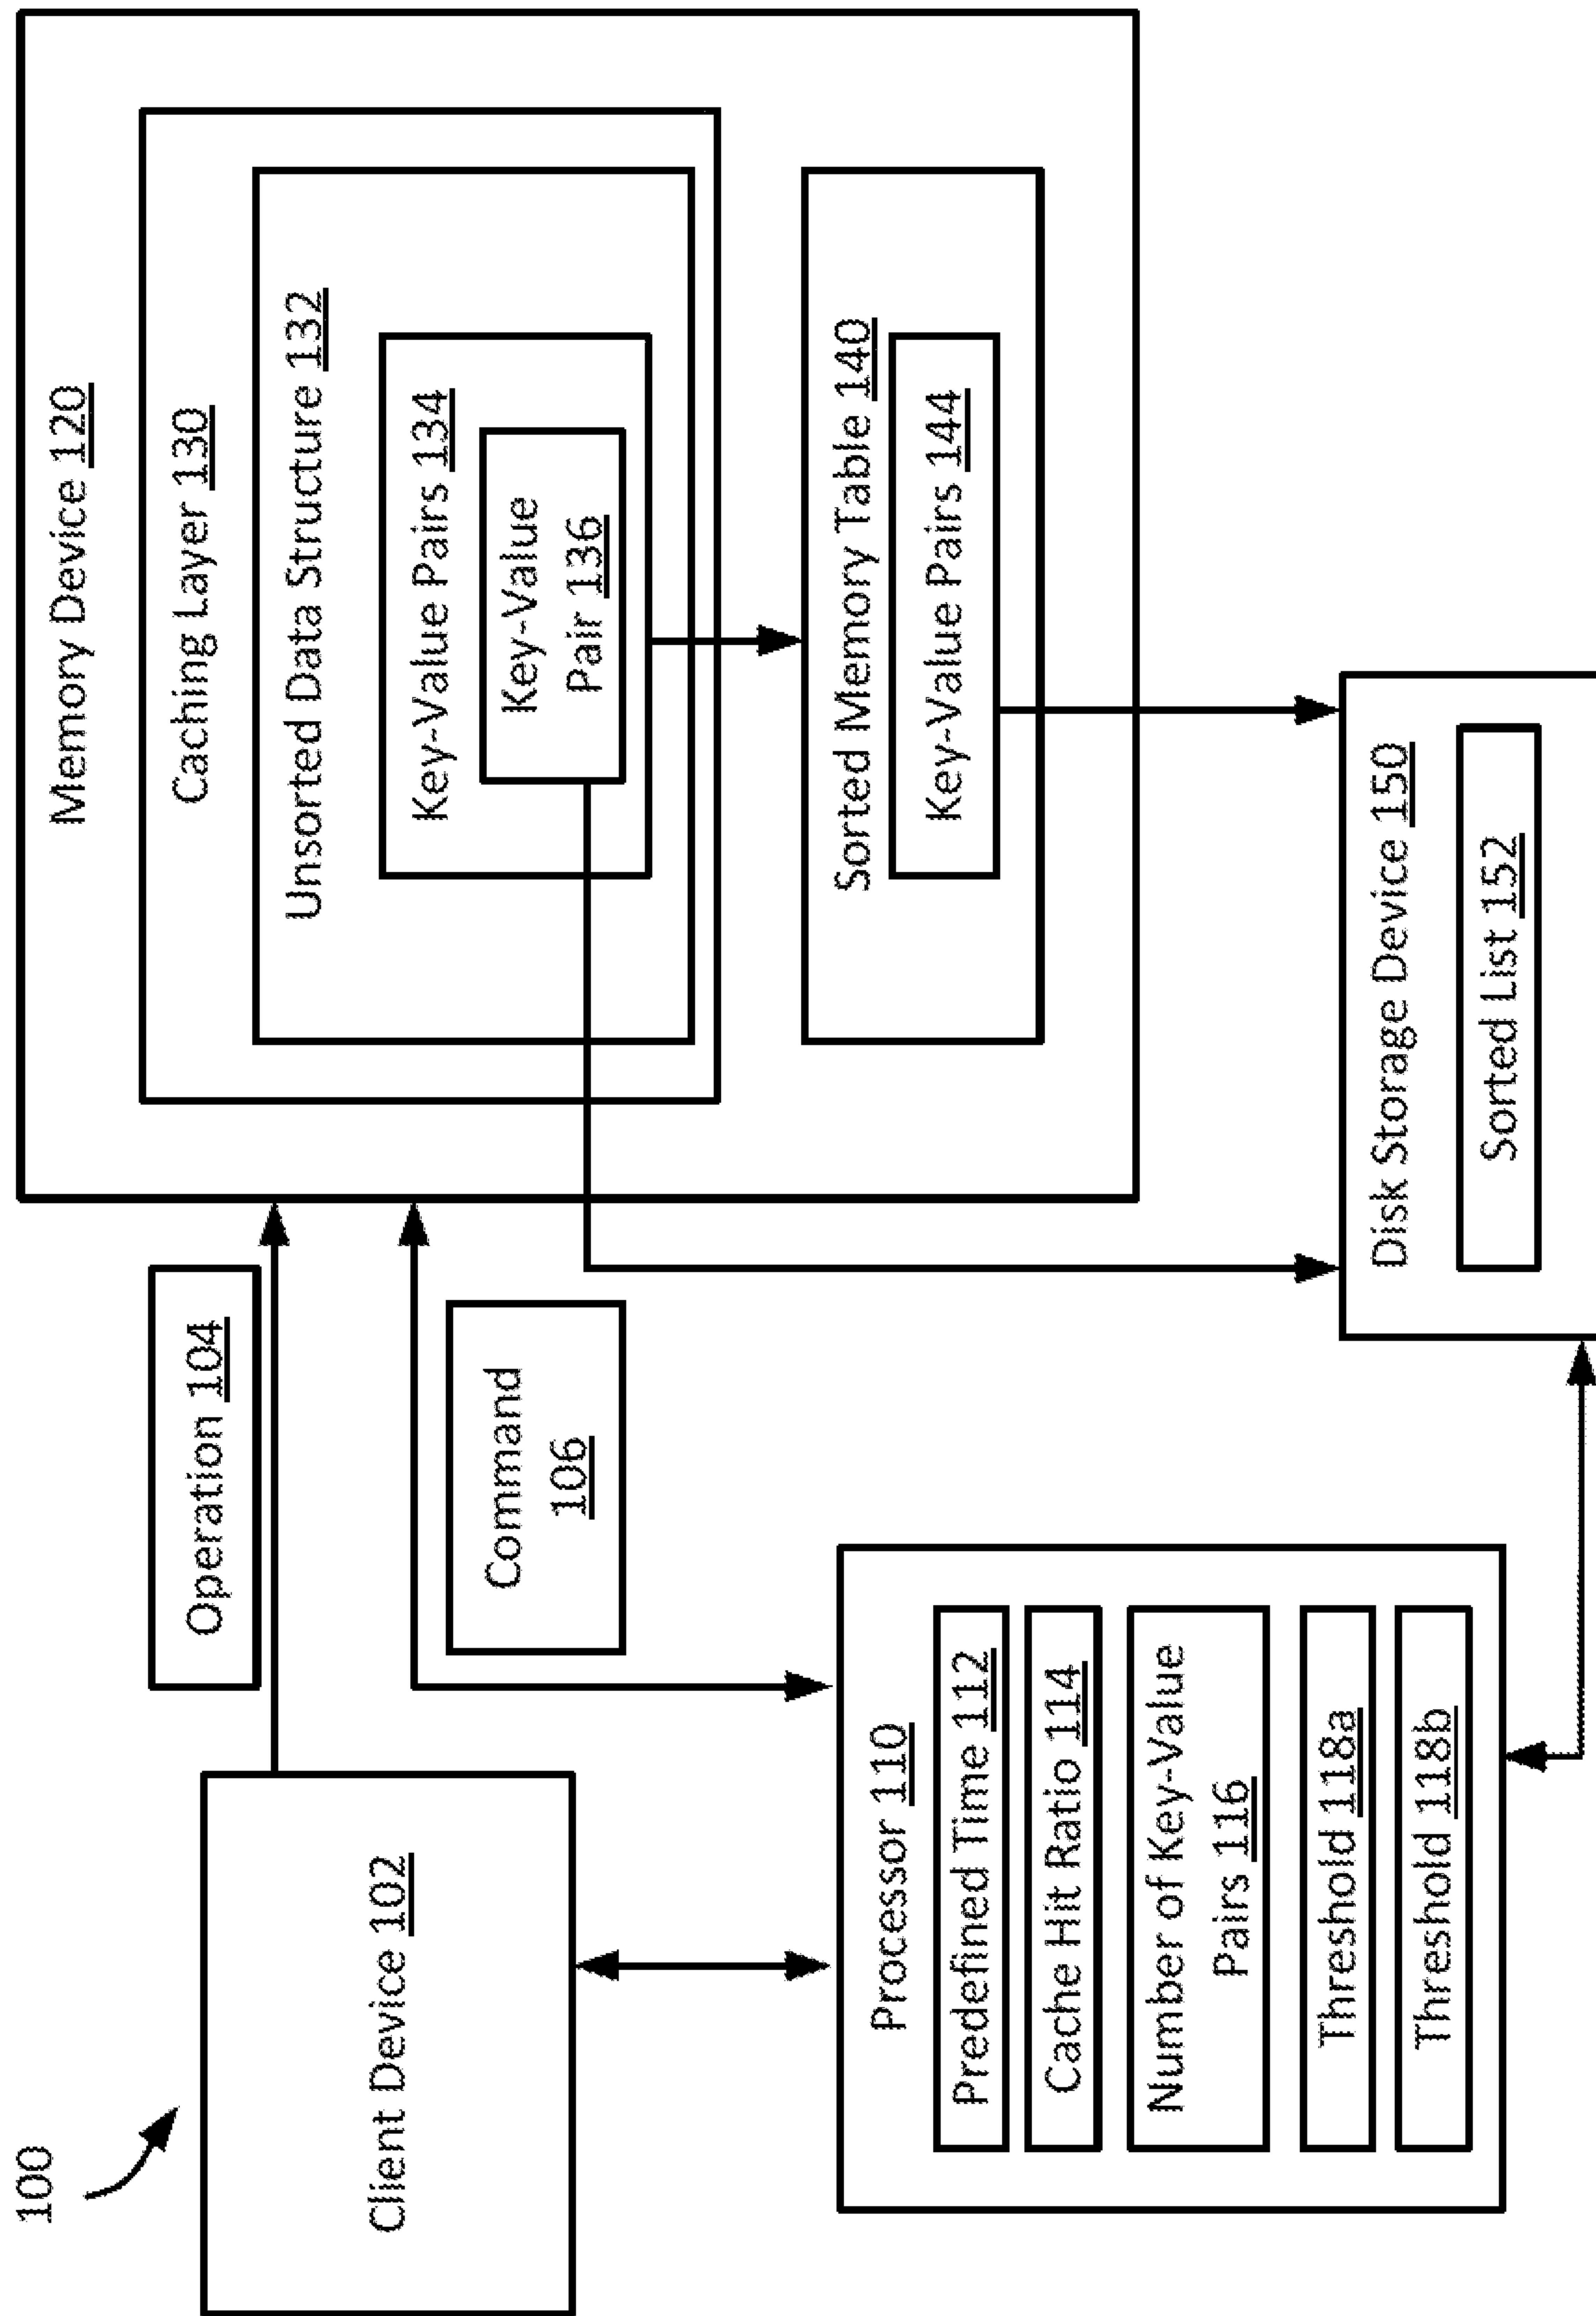 100
Client Device 102
Operation 104
Command
106
Processor 110
Predefined Time 112
Cache Hit Ratio 114
Number of Key-Value
Pairs 116
Threshold 118a
Threshold 118b
Memory Device 120
Caching Layer 130
Unsorted Data Structure 132
Key-Value Pairs 134
Key-Value
Pair 136
Sorted Memory Table 140
Key-Value Pairs 144
Disk Storage Device 150
Sorted List 152